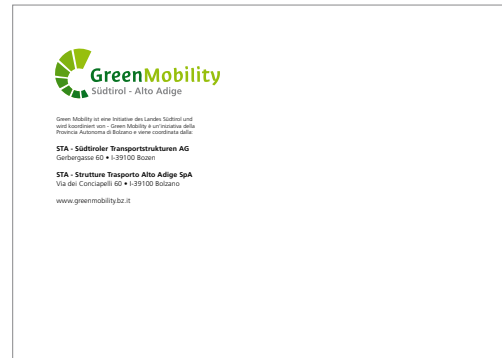 GreenMobility
Südtirol - Alto Adige
Green Mobility ist eine Initiative des Landes Südtirol und
wird koordiniert von - Green Mobility è un'iniziativa della
Provincia Autonoma di Bolzano e viene coordinata dalla:
STA - Südtiroler Transportstrukturen AG
Gerbergasse 60 • I-39100 Bozen
STA - Strutture Trasporto Alto Adige SpA
Via dei Conciapelli 60 • I-39100 Bolzano
www.greenmobility.bz.it